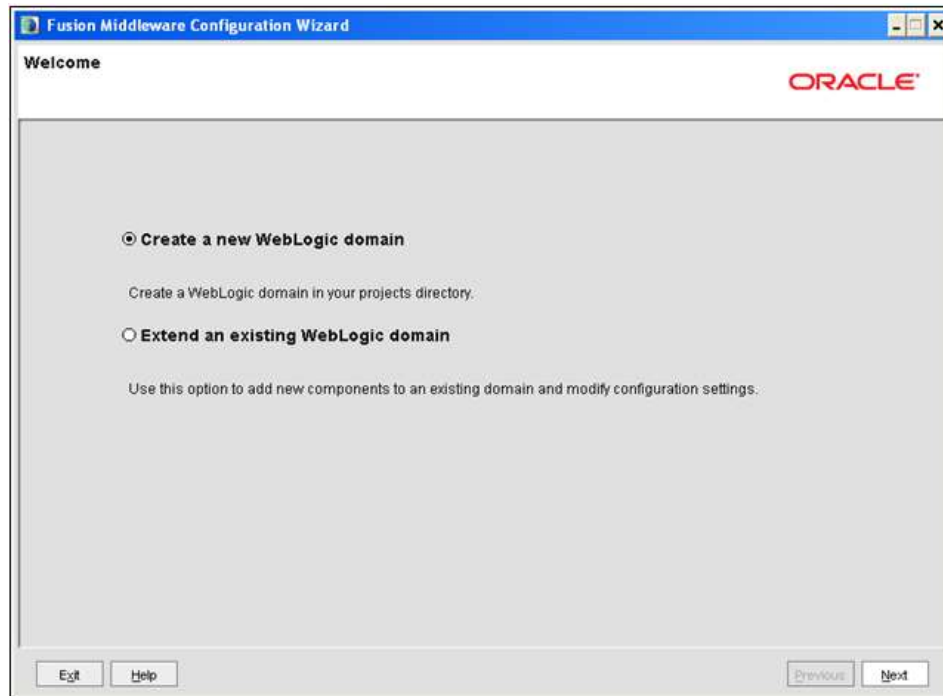 Fusion Middleware Configuration Wizard
Welcome
ORACLE
Create a new WebLogic domain
Create a WebLogic domain in your projects directory.
Extend an existing WebLogic domain
Use this option to add new components to an existing domain and modify configuration settings.
Exit Help Previous Next